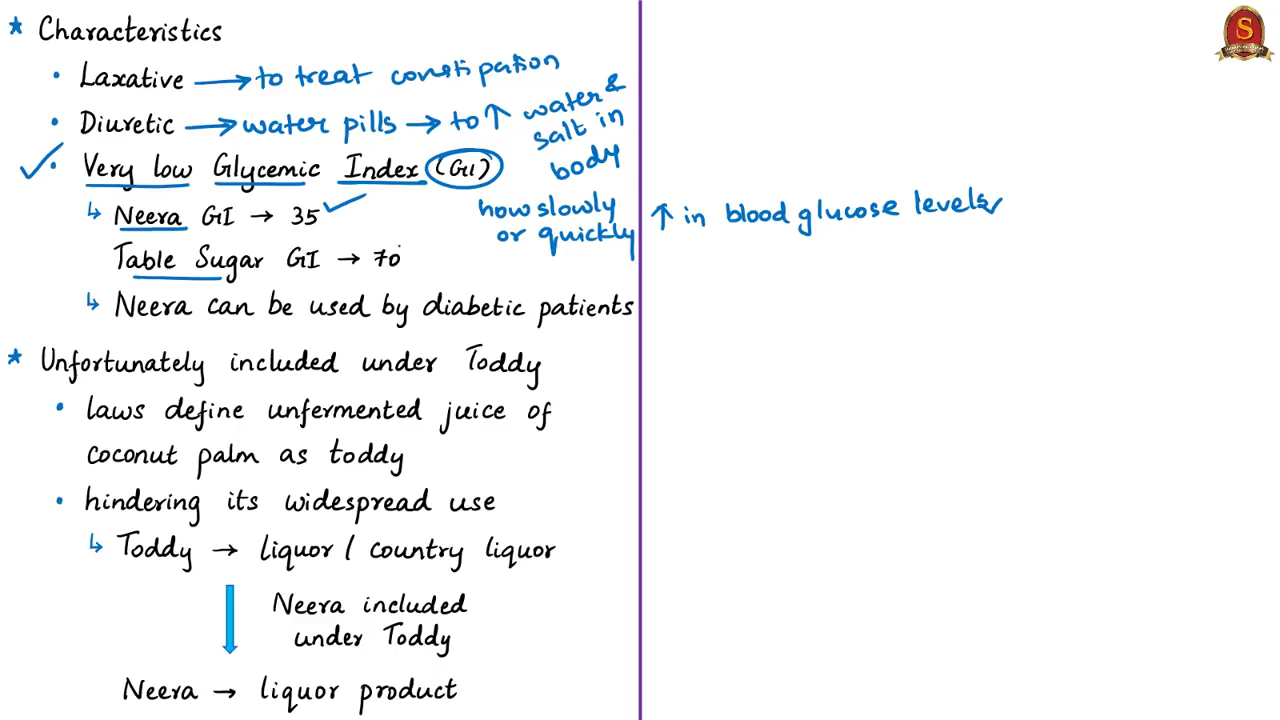 * Characteristics
• Laxative → to treat constipation
• Diuretic → water pills → to ↑ water &
salt in
body
✓ • Very low Glycemic Index (GI)
↳ Neera GI → 35 ✓
how slowly
or quickly ↑ in blood glucose levels
Table Sugar GI → 70
↳ Neera can be used by diabetic patients
* Unfortunately included under Toddy
• laws define unfermented juice of
coconut palm as toddy
• hindering its widespread use
↳ Toddy → liquor / country liquor
Neera included
under Toddy
Neera → liquor product
S